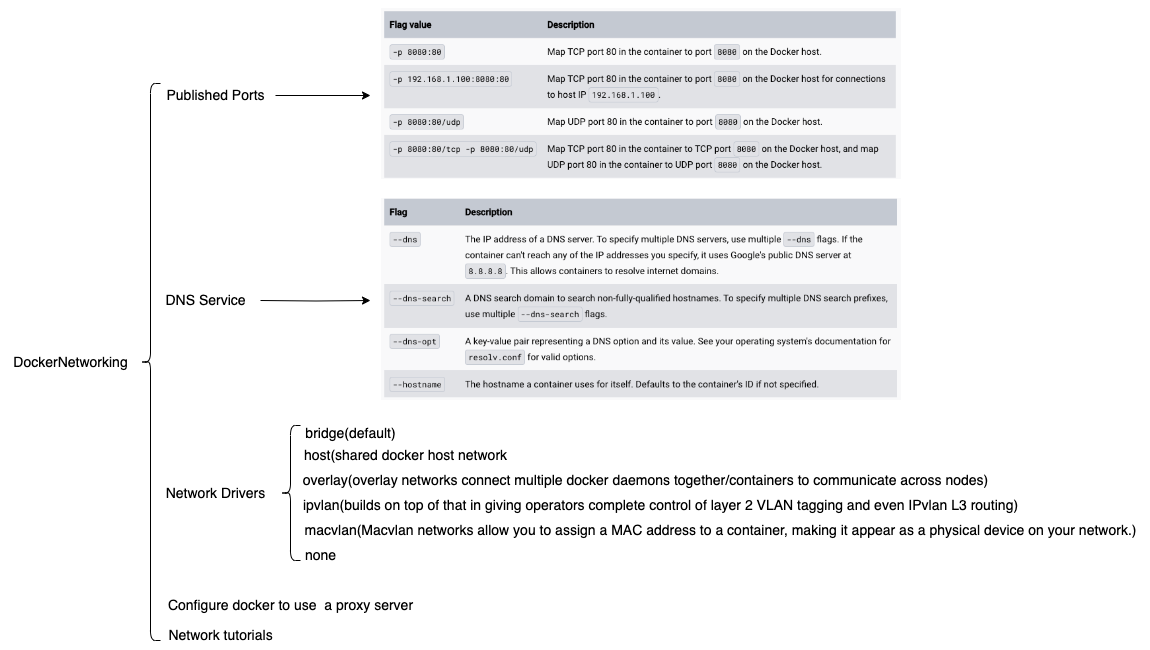 Flag value Description
-p 8080:80 Map TCP port 80 in the container to port 8080 on the Docker host.
-p 192.168.1.100:8080:80 Map TCP port 80 in the container to port 8080 on the Docker host for connections
to host IP 192.168.1.100 .
-p 8080:80/udp Map UDP port 80 in the container to port 8080 on the Docker host.
-p 8080:80/tcp -p 8080:80/udp Map TCP port 80 in the container to TCP port 8080 on the Docker host, and map
UDP port 80 in the container to UDP port 8080 on the Docker host.
Published Ports
Flag Description
--dns The IP address of a DNS server. To specify multiple DNS servers, use multiple --dns flags. If the
container can't reach any of the IP addresses you specify, it uses Google's public DNS server at
8.8.8.8 . This allows containers to resolve internet domains.
--dns-search A DNS search domain to search non-fully-qualified hostnames. To specify multiple DNS search prefixes,
use multiple --dns-search flags.
--dns-opt A key-value pair representing a DNS option and its value. See your operating system's documentation for
resolv.conf for valid options.
--hostname The hostname a container uses for itself. Defaults to the container's ID if not specified.
DNS Service
DockerNetworking
Network Drivers
bridge(default)
host(shared docker host network
overlay(overlay networks connect multiple docker daemons together/containers to communicate across nodes)
ipvlan(builds on top of that in giving operators complete control of layer 2 VLAN tagging and even IPvlan L3 routing)
macvlan(Macvlan networks allow you to assign a MAC address to a container, making it appear as a physical device on your network.)
none
Configure docker to use  a proxy server
Network tutorials